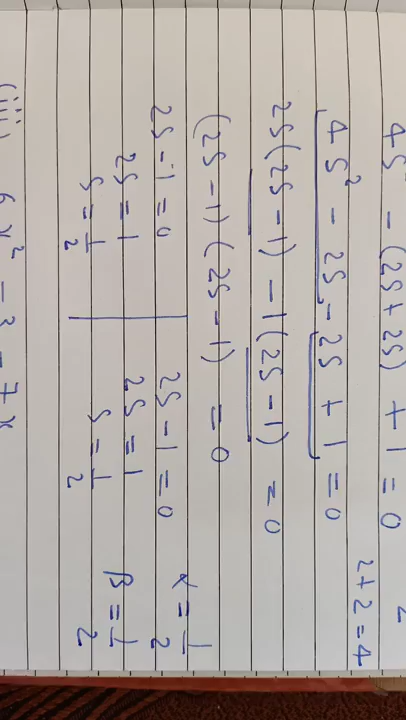 4S² - (2S + 2S) + 1 = 0
2+2=4
4S² - 2S - 2S + 1 = 0
2S(2S - 1) - 1(2S - 1) = 0
(2S - 1) (2S - 1) = 0
2S - 1 = 0
2S = 1
S = 1/2
2S - 1 = 0
2S = 1
S = 1/2
α = 1/2
β = 1/2
(iii) 6x² - 3 - 7x